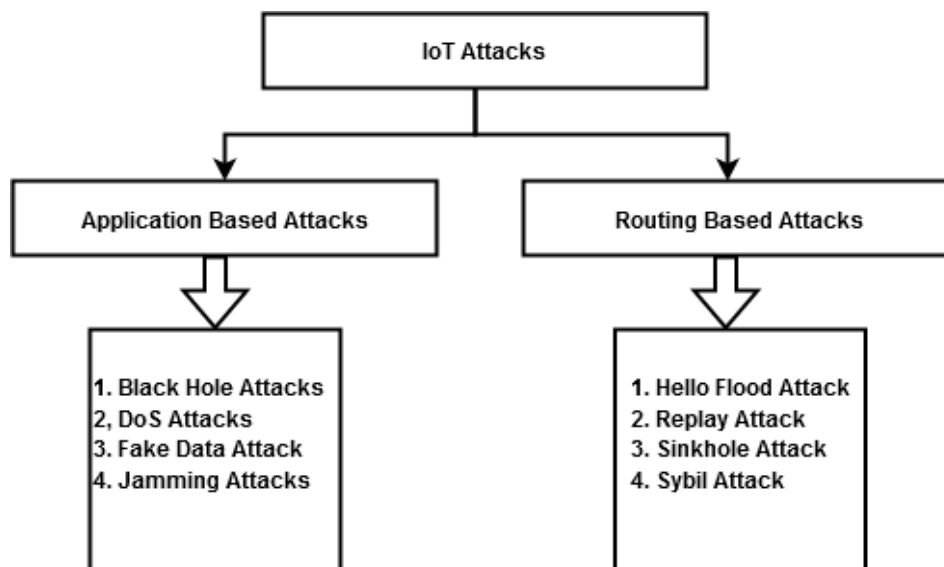 IoT Attacks
Application Based Attacks
Routing Based Attacks
1. Black Hole Attacks
2, DoS Attacks
3. Fake Data Attack
4. Jamming Attacks
1. Hello Flood Attack
2. Replay Attack
3. Sinkhole Attack
4. Sybil Attack